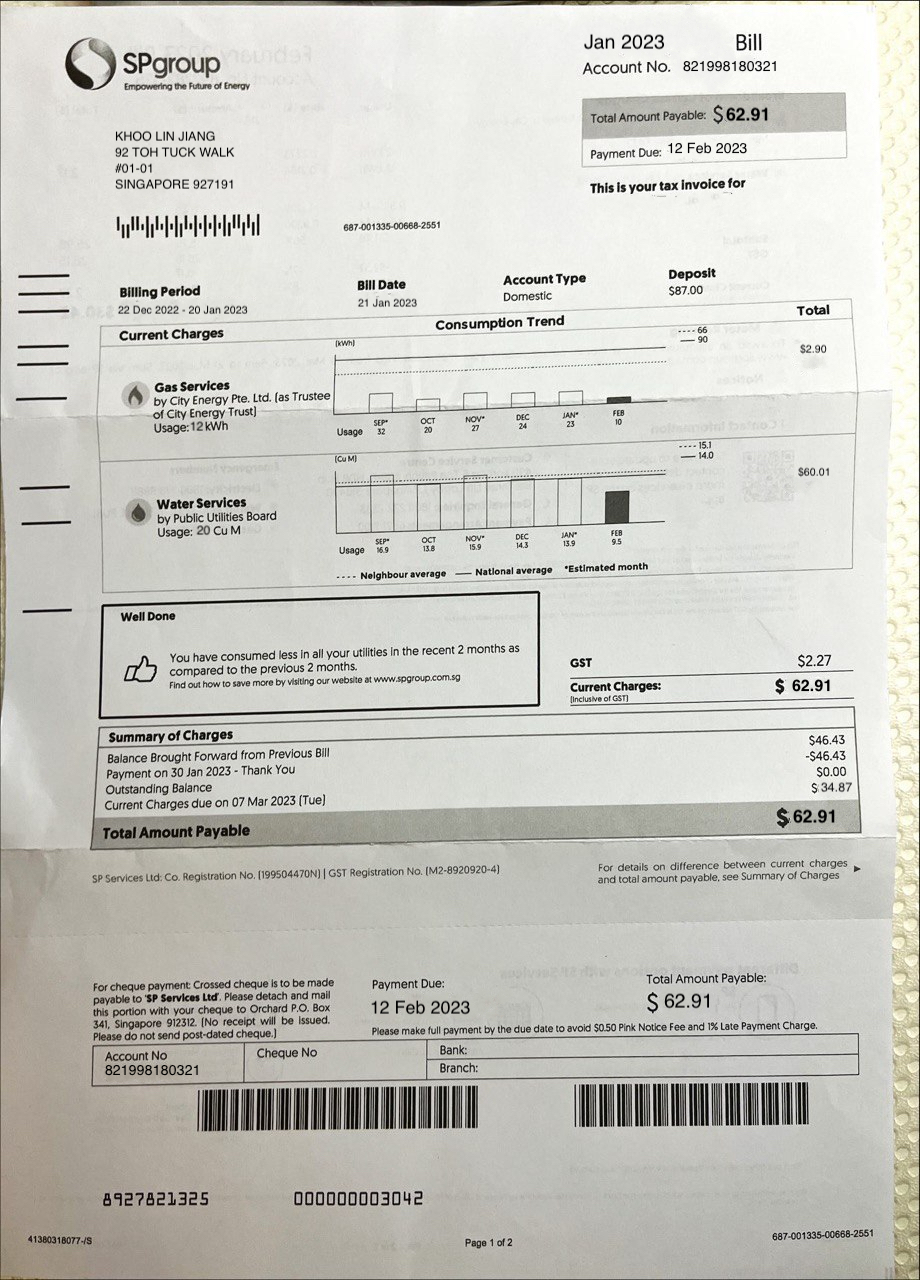 SPgroup
Empowering the Future of Energy
Jan 2023 Bill
Account No. 821998180321
Total Amount Payable: $62.91
Payment Due: 12 Feb 2023
This is your tax invoice for
KHOO LIN JIANG
92 TOH TUCK WALK
#01-01
SINGAPORE 927191
687-001335-00668-2551
Billing Period
22 Dec 2022 - 20 Jan 2023
Bill Date
21 Jan 2023
Account Type
Domestic
Deposit
$87.00
Current Charges
Consumption Trend
Total
(kWh)
---- 66
— 90
$2.90
Gas Services
by City Energy Pte. Ltd. (as Trustee
of City Energy Trust)
Usage: 12 kWh
SEP* OCT NOV* DEC JAN* FEB
Usage 32 20 27 24 23 10
(Cu M)
---- 15.1
— 14.0
$60.01
Water Services
by Public Utilities Board
Usage: 20 Cu M
SEP* OCT NOV* DEC JAN* FEB
Usage 16.9 13.8 15.9 14.3 13.9 9.5
---- Neighbour average — National average *Estimated month
Well Done
You have consumed less in all your utilities in the recent 2 months as
compared to the previous 2 months.
Find out how to save more by visiting our website at www.spgroup.com.sg
GST $2.27
Current Charges: $ 62.91
(Inclusive of GST)
Summary of Charges
Balance Brought Forward from Previous Bill $46.43
Payment on 30 Jan 2023 - Thank You -$46.43
Outstanding Balance $0.00
Current Charges due on 07 Mar 2023 (Tue) $ 34.87
Total Amount Payable $ 62.91
SP Services Ltd: Co. Registration No. (199504470N) | GST Registration No. (M2-8920920-4)
For details on difference between current charges
and total amount payable, see Summary of Charges
For cheque payment: Crossed cheque is to be made
payable to 'SP Services Ltd'. Please detach and mail
this portion with your cheque to Orchard P.O. Box
341, Singapore 912312. (No receipt will be issued.
Please do not send post-dated cheque.)
Payment Due:
12 Feb 2023
Total Amount Payable:
$ 62.91
Please make full payment by the due date to avoid $0.50 Pink Notice Fee and 1% Late Payment Charge.
Account No
821998180321
Cheque No
Bank:
Branch:
8927821325 000000003042
41380318077-/S
Page 1 of 2
687-001335-00668-2551